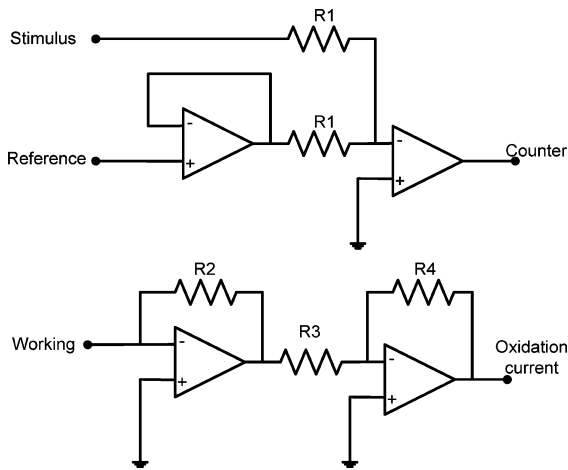 R1
Stimulus
-
+
R1
-
+
Reference
Counter
R2
R4
R3
Working
-
+
-
+
Oxidation
current